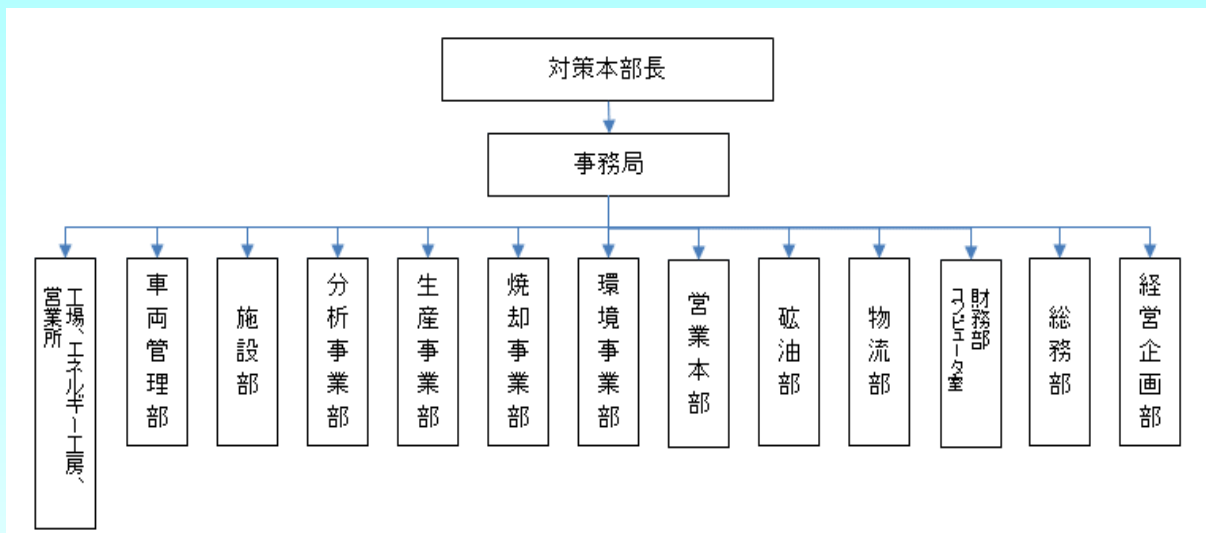 対策本部長
事務局
工場、エネルギー工房、
営業所
車両管理部
施設部
分析事業部
生産事業部
焼却事業部
環境事業部
営業本部
砿油部
物流部
財務部
コンピュータ室
総務部
経営企画部